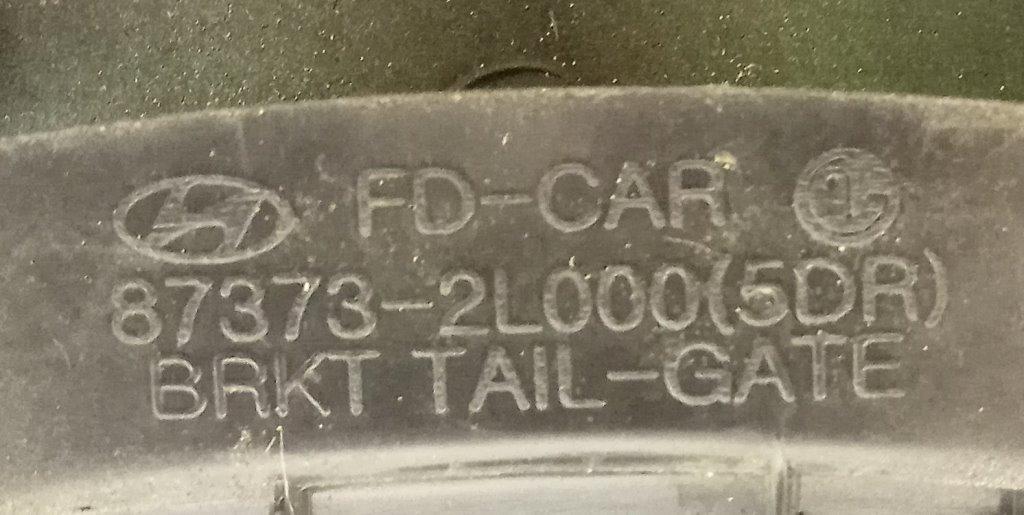 FD-CAR
87373-2L000(5DR)
BRKT TAIL-GATE